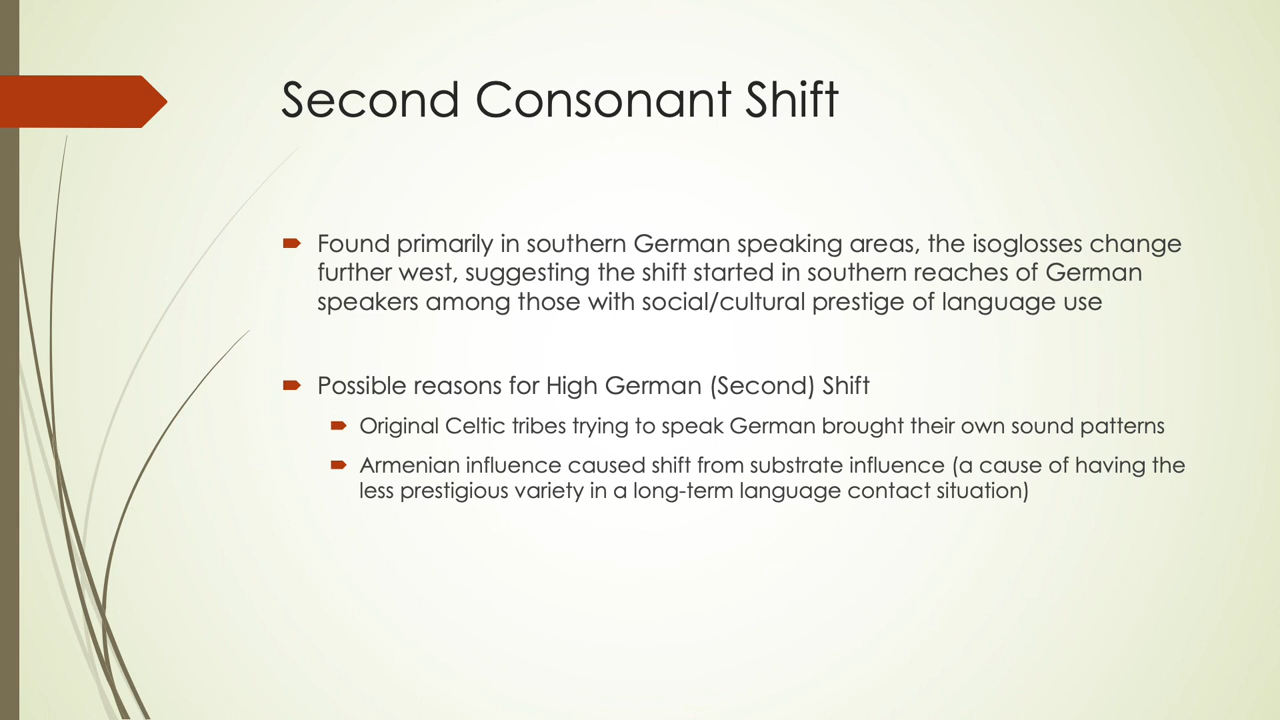 Second Consonant Shift
Found primarily in southern German speaking areas, the isoglosses change
further west, suggesting the shift started in southern reaches of German
speakers among those with social/cultural prestige of language use
Possible reasons for High German (Second) Shift
Original Celtic tribes trying to speak German brought their own sound patterns
Armenian influence caused shift from substrate influence (a cause of having the
less prestigious variety in a long-term language contact situation)